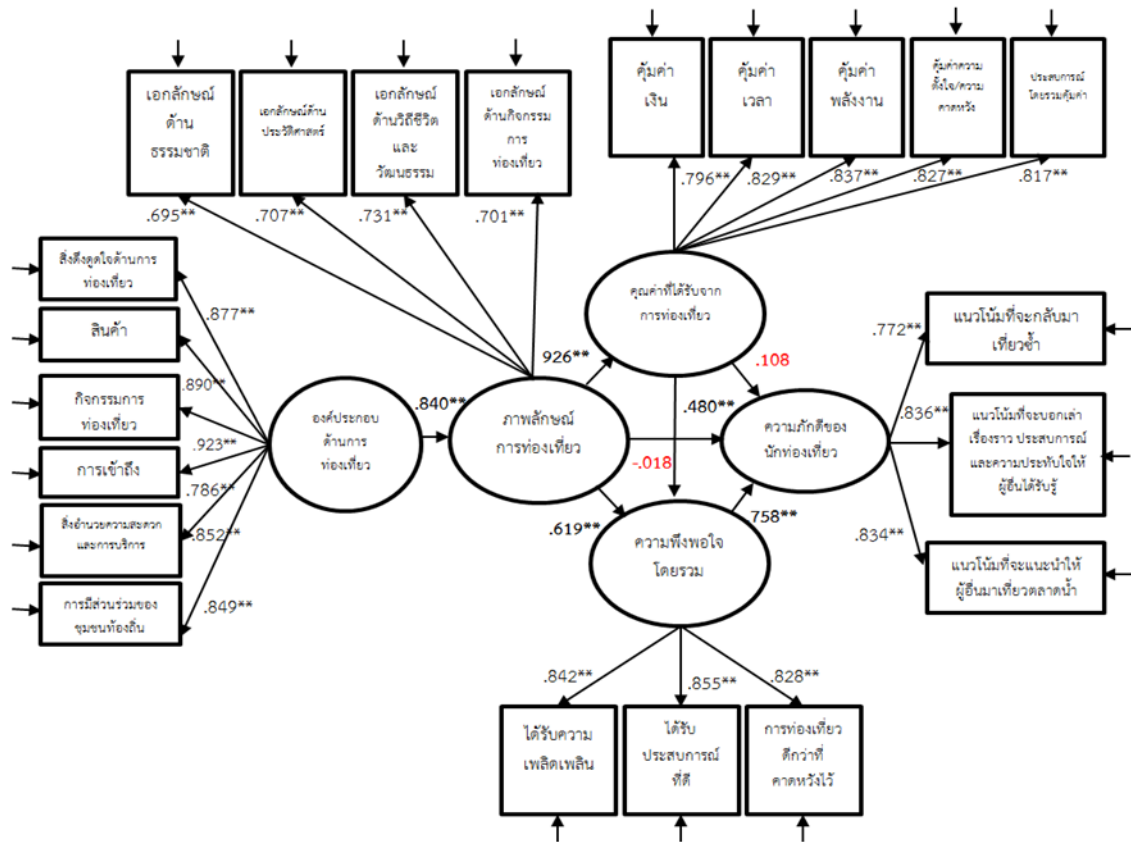 เอกลักษณ์
ด้าน
ธรรมชาติ
เอกลักษณ์ด้าน
ประวัติศาสตร์
เอกลักษณ์
ด้านวิถีชีวิต
และ
วัฒนธรรม
เอกลักษณ์
ด้านกิจกรรม
การ
ท่องเที่ยว
คุ้มค่า
เงิน
คุ้มค่า
เวลา
คุ้มค่า
พลังงาน
คุ้มค่าความ
ตั้งใจ/ความ
คาดหวัง
ประสบการณ์
โดยรวมคุ้มค่า
.695**
.707**
.731**
.701**
.796**
.829**
.837**
.827**
.817**
สิ่งดึงดูดใจด้านการ
ท่องเที่ยว
สินค้า
กิจกรรมการ
ท่องเที่ยว
การเข้าถึง
สิ่งอำนวยความสะดวก
และการบริการ
การมีส่วนร่วมของ
ชุมชนท้องถิ่น
.877**
.890**
.923**
.786**
.852**
.849**
องค์ประกอบ
ด้านการ
ท่องเที่ยว
.840**
ภาพลักษณ์
การท่องเที่ยว
926**
คุณค่าที่ได้รับจาก
การท่องเที่ยว
.108
.480**
-.018
.619**
758**
ความพึงพอใจ
โดยรวม
ความภักดีของ
นักท่องเที่ยว
.772**
.836**
.834**
แนวโน้มที่จะกลับมา
เที่ยวซ้ำ
แนวโน้มที่จะบอกเล่า
เรื่องราว ประสบการณ์
และความประทับใจให้
ผู้อื่นได้รับรู้
แนวโน้มที่จะแนะนำให้
ผู้อื่นมาเที่ยวตลาดน้ำ
.842**
.855**
.828**
ได้รับความ
เพลิดเพลิน
ได้รับ
ประสบการณ์
ที่ดี
การท่องเที่ยว
ดีกว่าที่
คาดหวังไว้